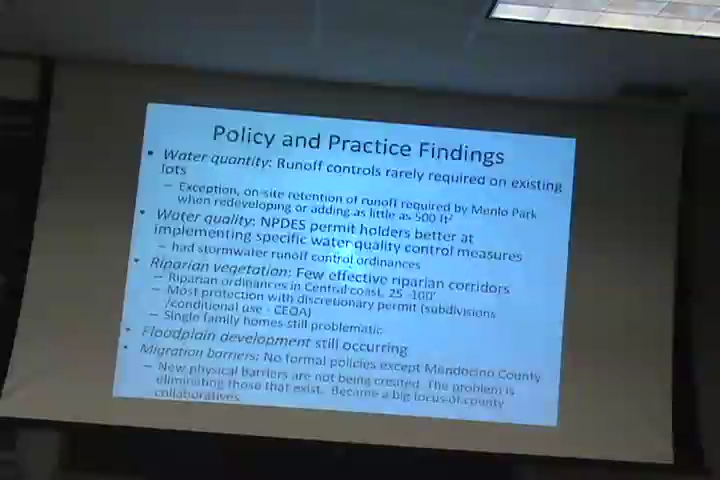 Policy and Practice Findings
• Water quantity: Runoff controls rarely required on existing
lots
– Exception, on-site retention of runoff required by Menlo Park
when redeveloping or adding as little as 500 ft²
• Water quality: NPDES permit holders better at
implementing specific water quality control measures
– had stormwater runoff control ordinances
• Riparian vegetation: Few effective riparian corridors
– Riparian ordinances in Central coast, 25 -100'
– Most protection with discretionary permit (subdivisions
/conditional use - CEQA)
– Single family homes still problematic
• Floodplain development still occurring
• Migration barriers: No formal policies except Mendocino County
– New physical barriers are not being created. The problem is
eliminating those that exist. Became a big focus of county
collaboratives